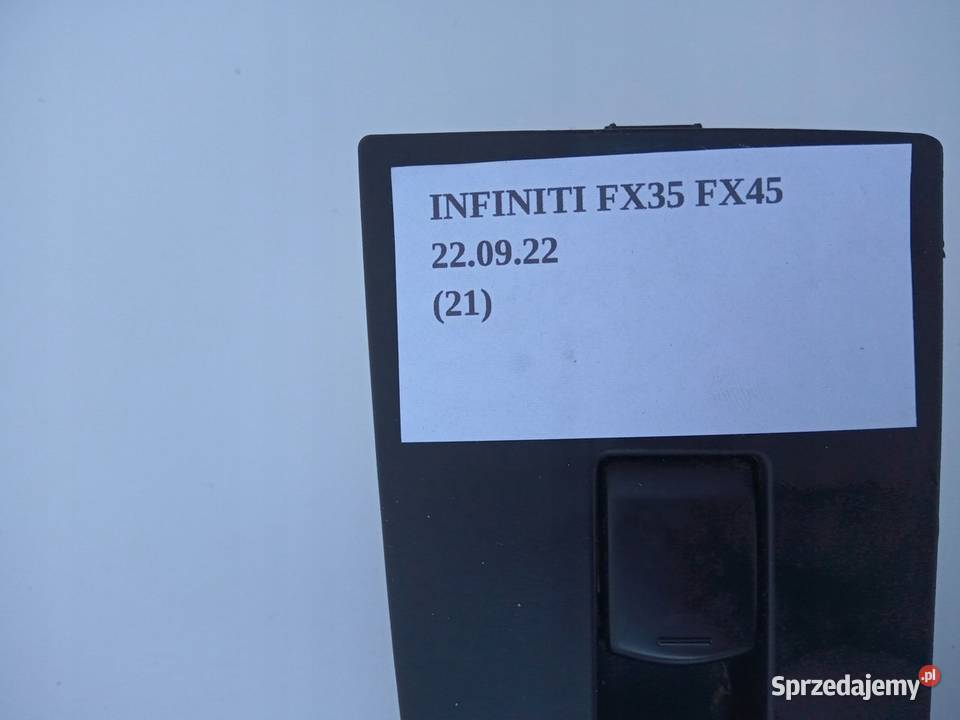 INFINITI FX35 FX45
22.09.22
(21)
Sprzedajemy.pl